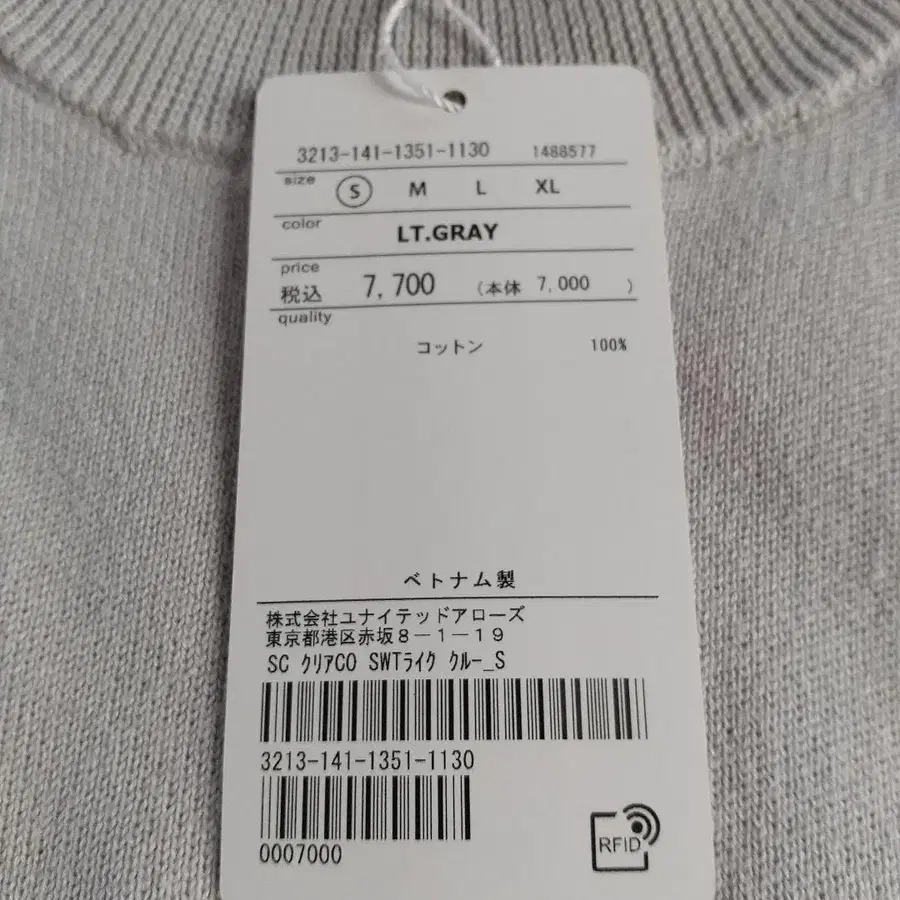 3213-141-1351-1130 1488577
size Ⓢ M L XL
color LT.GRAY
price
税込 7,700 (本体 7,000 )
quality
コットン 100%
ベトナム製
株式会社ユナイテッドアローズ
東京都港区赤坂8-1-19
SC クリアCO SWTライク クルー_S
3213-141-1351-1130
0007000
RFID